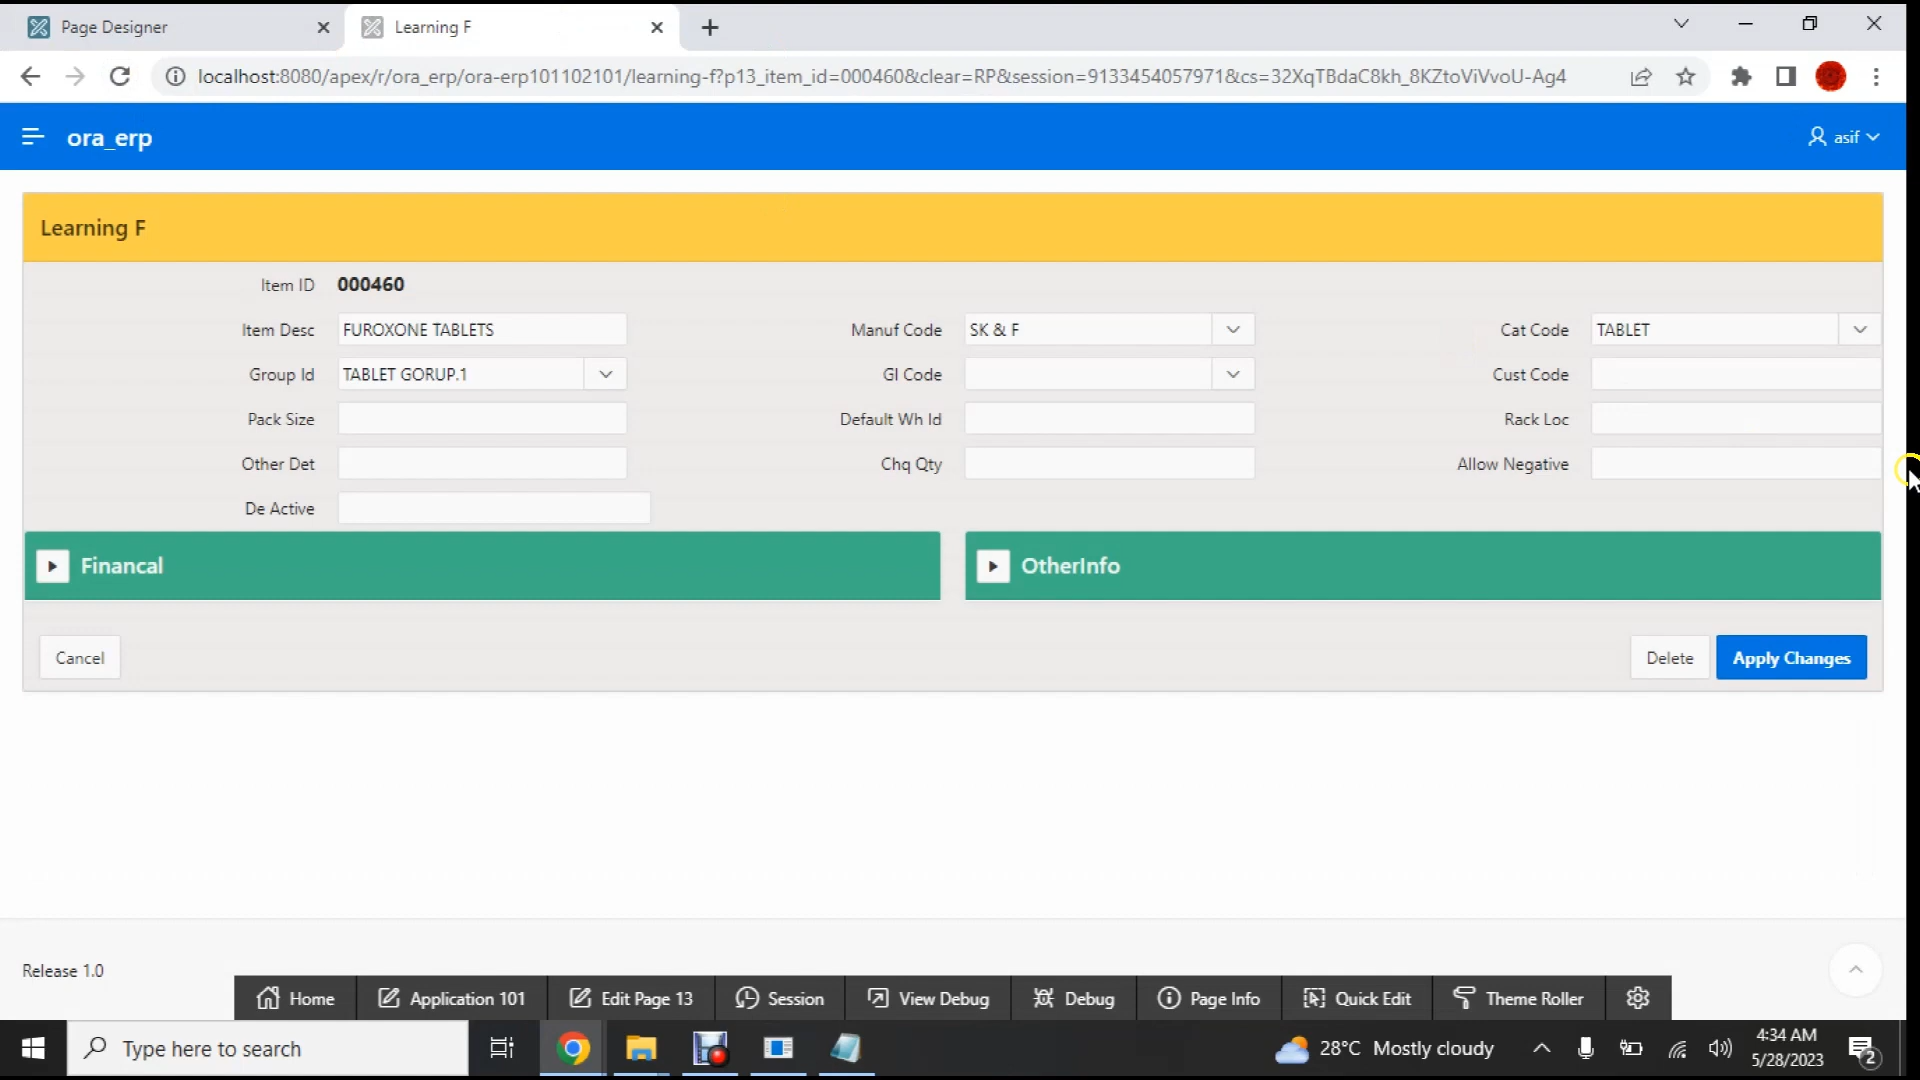 Page Designer
Learning F
localhost:8080/apex/r/ora_erp/ora-erp101102101/learning-f?p13_item_id=000460&clear=RP&session=9133454057971&cs=32XqTBdaC8kh_8KZtoViVvoU-Ag4
ora_erp
asif
Learning F
Item ID 000460
Item Desc FUROXONE TABLETS Manuf Code SK & F Cat Code TABLET
Group Id TABLET GORUP.1 Gl Code Cust Code
Pack Size Default Wh Id Rack Loc
Other Det Chq Qty Allow Negative
De Active
Financal OtherInfo
Cancel Delete Apply Changes
Release 1.0
Home Application 101 Edit Page 13 Session View Debug Debug Page Info Quick Edit Theme Roller
Type here to search
28°C Mostly cloudy
4:34 AM
5/28/2023
2